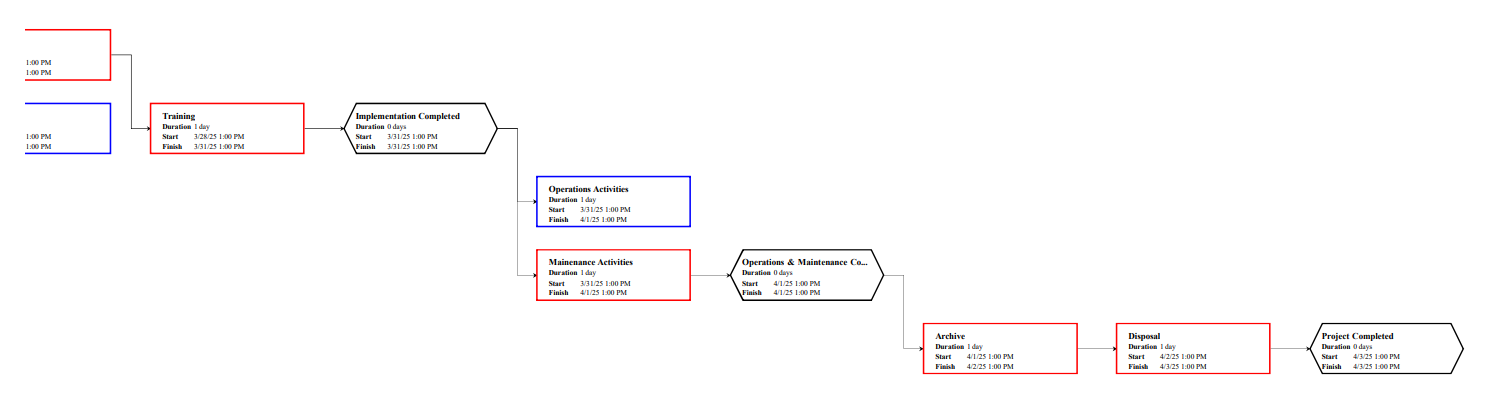 1:00 PM
1:00 PM
1:00 PM
1:00 PM
Training
Duration 1 day
Start 3/28/25 1:00 PM
Finish 3/31/25 1:00 PM
Implementation Completed
Duration 0 days
Start 3/31/25 1:00 PM
Finish 3/31/25 1:00 PM
Operations Activities
Duration 1 day
Start 3/31/25 1:00 PM
Finish 4/1/25 1:00 PM
Mainenance Activities
Duration 1 day
Start 3/31/25 1:00 PM
Finish 4/1/25 1:00 PM
Operations & Maintenance Co...
Duration 0 days
Start 4/1/25 1:00 PM
Finish 4/1/25 1:00 PM
Archive
Duration 1 day
Start 4/1/25 1:00 PM
Finish 4/2/25 1:00 PM
Disposal
Duration 1 day
Start 4/2/25 1:00 PM
Finish 4/3/25 1:00 PM
Project Completed
Duration 0 days
Start 4/3/25 1:00 PM
Finish 4/3/25 1:00 PM